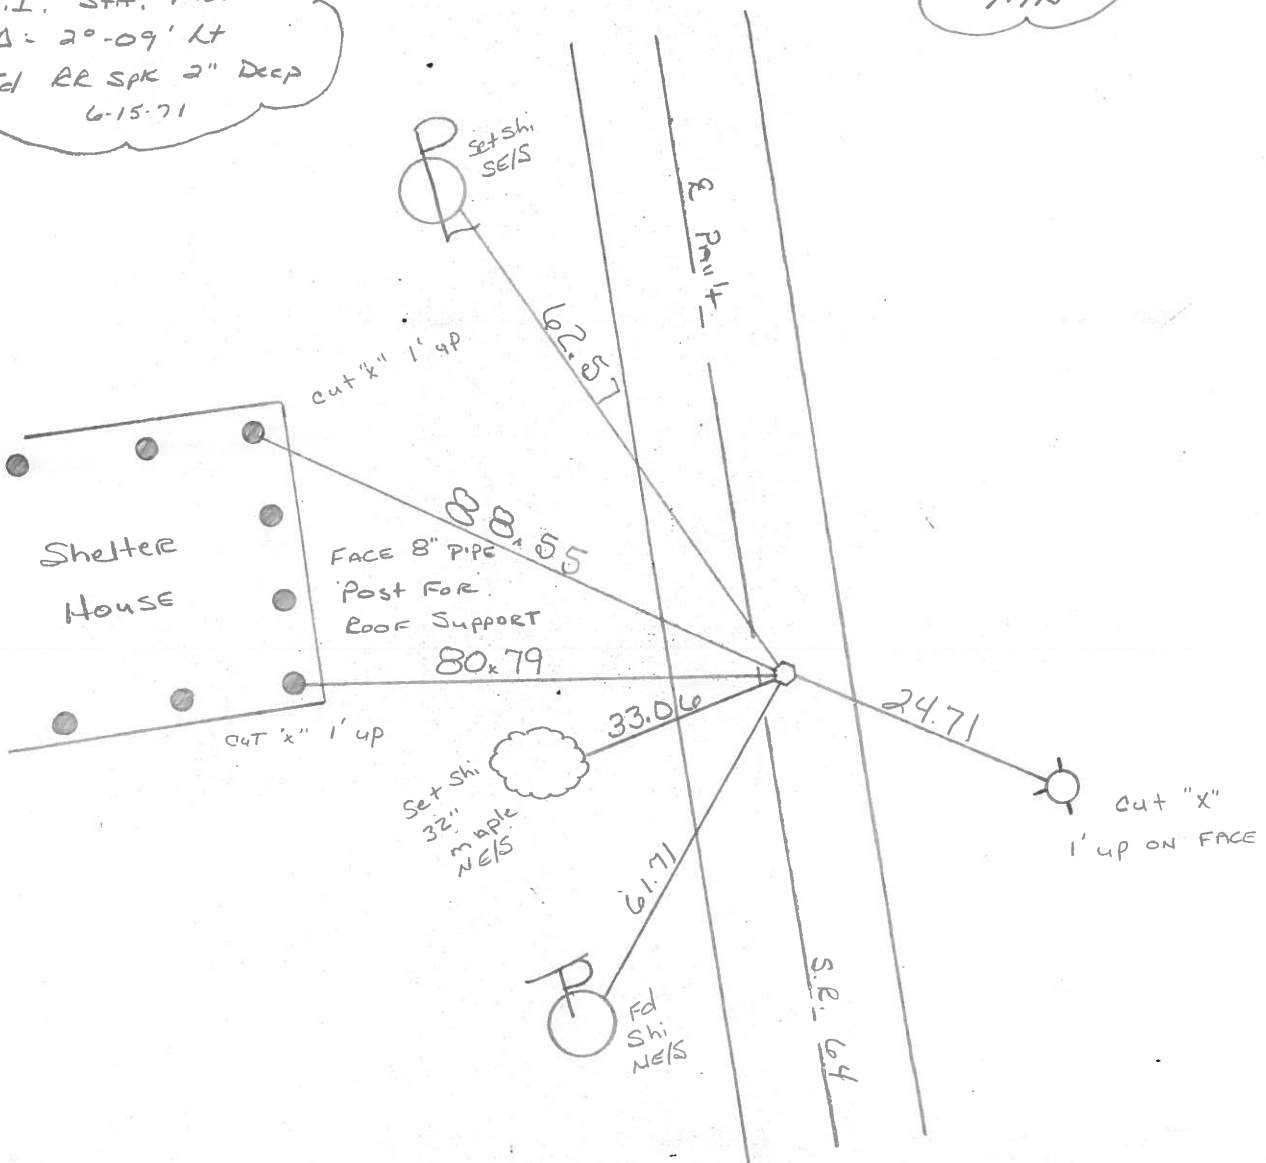 Δ = 2°-09' Lt
RR Spk 2" Deep
6-15-71
Set Shi
SE/S
℄ Pav't
62.57
cut "x" 1' up
88.55
Shelter
House
FACE 8" PIPE
Post For
Roof Support
80.79
33.06
24.71
cut "x" 1' up
Set Shi
32"
maple
NE/S
cut "x"
1' up ON FACE
61.71
Fd
Shi
NE/S
S.R. 64